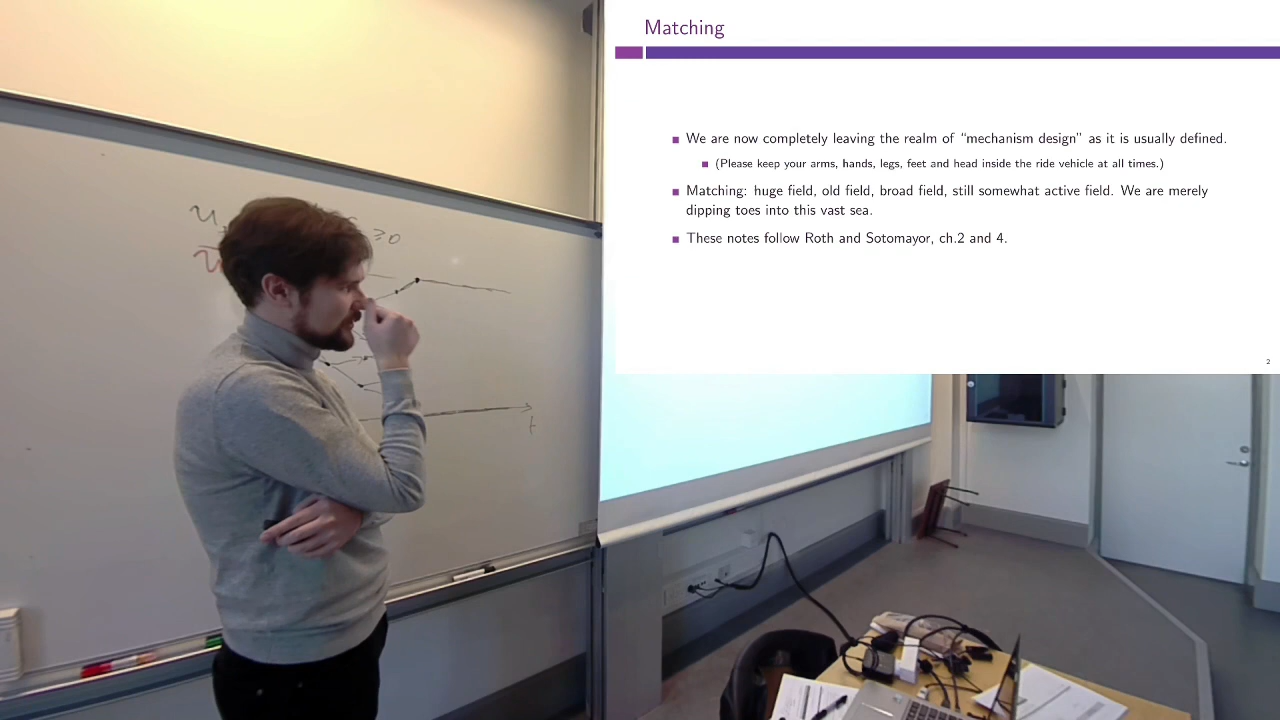 Matching
We are now completely leaving the realm of “mechanism design” as it is usually defined.
(Please keep your arms, hands, legs, feet and head inside the ride vehicle at all times.)
Matching: huge field, old field, broad field, still somewhat active field. We are merely
dipping toes into this vast sea.
These notes follow Roth and Sotomayor, ch.2 and 4.
2
≥0
t